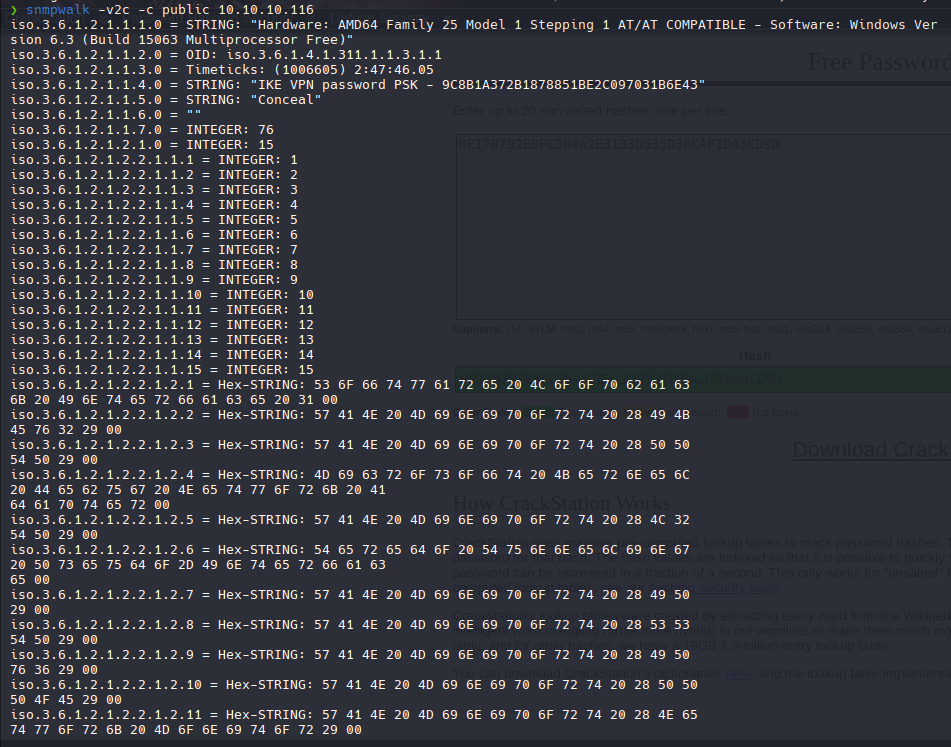 ❯ snmpwalk -v2c -c public 10.10.10.116
iso.3.6.1.2.1.1.1.0 = STRING: "Hardware: AMD64 Family 25 Model 1 Stepping 1 AT/AT COMPATIBLE - Software: Windows Ver
sion 6.3 (Build 15063 Multiprocessor Free)"
iso.3.6.1.2.1.1.2.0 = OID: iso.3.6.1.4.1.311.1.1.3.1.1
iso.3.6.1.2.1.1.3.0 = Timeticks: (1006605) 2:47:46.05
iso.3.6.1.2.1.1.4.0 = STRING: "IKE VPN password PSK - 9C8B1A372B1878851BE2C097031B6E43"
iso.3.6.1.2.1.1.5.0 = STRING: "Conceal"
iso.3.6.1.2.1.1.6.0 = ""
iso.3.6.1.2.1.1.7.0 = INTEGER: 76
iso.3.6.1.2.1.2.1.0 = INTEGER: 15
iso.3.6.1.2.1.2.2.1.1.1 = INTEGER: 1
iso.3.6.1.2.1.2.2.1.1.2 = INTEGER: 2
iso.3.6.1.2.1.2.2.1.1.3 = INTEGER: 3
iso.3.6.1.2.1.2.2.1.1.4 = INTEGER: 4
iso.3.6.1.2.1.2.2.1.1.5 = INTEGER: 5
iso.3.6.1.2.1.2.2.1.1.6 = INTEGER: 6
iso.3.6.1.2.1.2.2.1.1.7 = INTEGER: 7
iso.3.6.1.2.1.2.2.1.1.8 = INTEGER: 8
iso.3.6.1.2.1.2.2.1.1.9 = INTEGER: 9
iso.3.6.1.2.1.2.2.1.1.10 = INTEGER: 10
iso.3.6.1.2.1.2.2.1.1.11 = INTEGER: 11
iso.3.6.1.2.1.2.2.1.1.12 = INTEGER: 12
iso.3.6.1.2.1.2.2.1.1.13 = INTEGER: 13
iso.3.6.1.2.1.2.2.1.1.14 = INTEGER: 14
iso.3.6.1.2.1.2.2.1.1.15 = INTEGER: 15
iso.3.6.1.2.1.2.2.1.2.1 = Hex-STRING: 53 6F 66 74 77 61 72 65 20 4C 6F 6F 70 62 61 63
6B 20 49 6E 74 65 72 66 61 63 65 20 31 00
iso.3.6.1.2.1.2.2.1.2.2 = Hex-STRING: 57 41 4E 20 4D 69 6E 69 70 6F 72 74 20 28 49 4B
45 76 32 29 00
iso.3.6.1.2.1.2.2.1.2.3 = Hex-STRING: 57 41 4E 20 4D 69 6E 69 70 6F 72 74 20 28 50 50
54 50 29 00
iso.3.6.1.2.1.2.2.1.2.4 = Hex-STRING: 4D 69 63 72 6F 73 6F 66 74 20 4B 65 72 6E 65 6C
20 44 65 62 75 67 20 4E 65 74 77 6F 72 6B 20 41
64 61 70 74 65 72 00
iso.3.6.1.2.1.2.2.1.2.5 = Hex-STRING: 57 41 4E 20 4D 69 6E 69 70 6F 72 74 20 28 4C 32
54 50 29 00
iso.3.6.1.2.1.2.2.1.2.6 = Hex-STRING: 54 65 72 65 64 6F 20 54 75 6E 6E 65 6C 69 6E 67
20 50 73 65 75 64 6F 2D 49 6E 74 65 72 66 61 63
65 00
iso.3.6.1.2.1.2.2.1.2.7 = Hex-STRING: 57 41 4E 20 4D 69 6E 69 70 6F 72 74 20 28 49 50
29 00
iso.3.6.1.2.1.2.2.1.2.8 = Hex-STRING: 57 41 4E 20 4D 69 6E 69 70 6F 72 74 20 28 53 53
54 50 29 00
iso.3.6.1.2.1.2.2.1.2.9 = Hex-STRING: 57 41 4E 20 4D 69 6E 69 70 6F 72 74 20 28 49 50
76 36 29 00
iso.3.6.1.2.1.2.2.1.2.10 = Hex-STRING: 57 41 4E 20 4D 69 6E 69 70 6F 72 74 20 28 50 50
50 4F 45 29 00
iso.3.6.1.2.1.2.2.1.2.11 = Hex-STRING: 57 41 4E 20 4D 69 6E 69 70 6F 72 74 20 28 4E 65
74 77 6F 72 6B 20 4D 6F 6E 69 74 6F 72 29 00
Free Password
Enter up to 20 non-salted hashes, one per line:
Hash
Not found.
Download Crack
How CrackStation Works